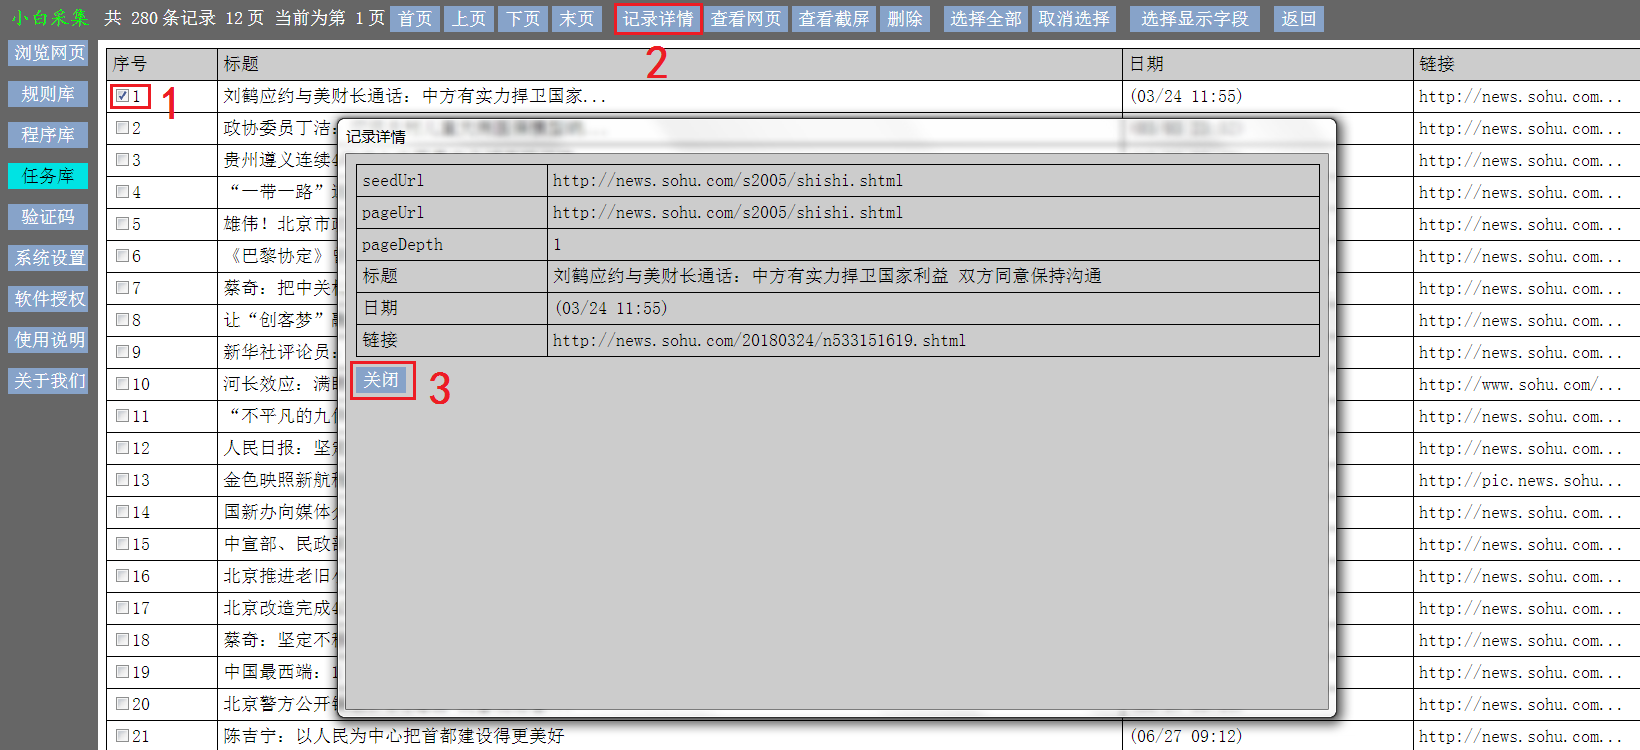 小白采集 共 280条记录 12页 当前为第 1页 首页 上页 下页 末页 记录详情 查看网页 查看截屏 删除 选择全部 取消选择 选择显示字段 返回
2
浏览网页
规则库
程序库
任务库
验证码
系统设置
软件授权
使用说明
关于我们
序号 标题 日期 链接
1 刘鹤应约与美财长通话：中方有实力捍卫国家... (03/24 11:55) http://news.sohu.com...
1
2 政协委员丁洁： http://news.sohu.com...
3 贵州遵义连续 http://news.sohu.com...
4 “一带一路” http://news.sohu.com...
5 雄伟！北京市 http://news.sohu.com...
6 《巴黎协定》 http://news.sohu.com...
7 蔡奇：把中关 http://news.sohu.com...
8 让“创客梦” http://news.sohu.com...
9 新华社评论员： http://news.sohu.com...
10 河长效应：满 http://www.sohu.com/...
11 “不平凡的九 http://news.sohu.com...
12 人民日报：坚 http://news.sohu.com...
13 金色映照新航 http://pic.news.sohu...
14 国新办向媒体 http://news.sohu.com...
15 中宣部、民政 http://news.sohu.com...
16 北京推进老旧 http://news.sohu.com...
17 北京改造完成 http://news.sohu.com...
18 蔡奇：坚定不 http://news.sohu.com...
19 中国最西端： http://news.sohu.com...
20 北京警方公开 http://news.sohu.com...
21 陈吉宁：以人民为中心把首都建设得更美好 (06/27 09:12) http://news.sohu.com...
记录详情
seedUrl http://news.sohu.com/s2005/shishi.shtml
pageUrl http://news.sohu.com/s2005/shishi.shtml
pageDepth 1
标题 刘鹤应约与美财长通话：中方有实力捍卫国家利益 双方同意保持沟通
日期 (03/24 11:55)
链接 http://news.sohu.com/20180324/n533151619.shtml
关闭 3